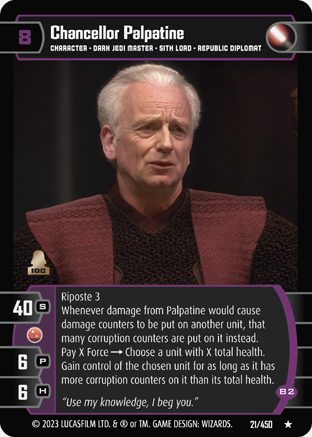 8 Chancellor Palpatine
CHARACTER - DARK JEDI MASTER - SITH LORD - REPUBLIC DIPLOMAT
IDC
40 S
6 P
6 H
Riposte 3
Whenever damage from Palpatine would cause
damage counters to be put on another unit, that
many corruption counters are put on it instead.
Pay X Force → Choose a unit with X total health.
Gain control of the chosen unit for as long as it has
more corruption counters on it than its total health.
B2
“Use my knowledge, I beg you.”
© 2023 LUCASFILM LTD. & ® or TM. GAME DESIGN: WIZARDS. 21/450 ★